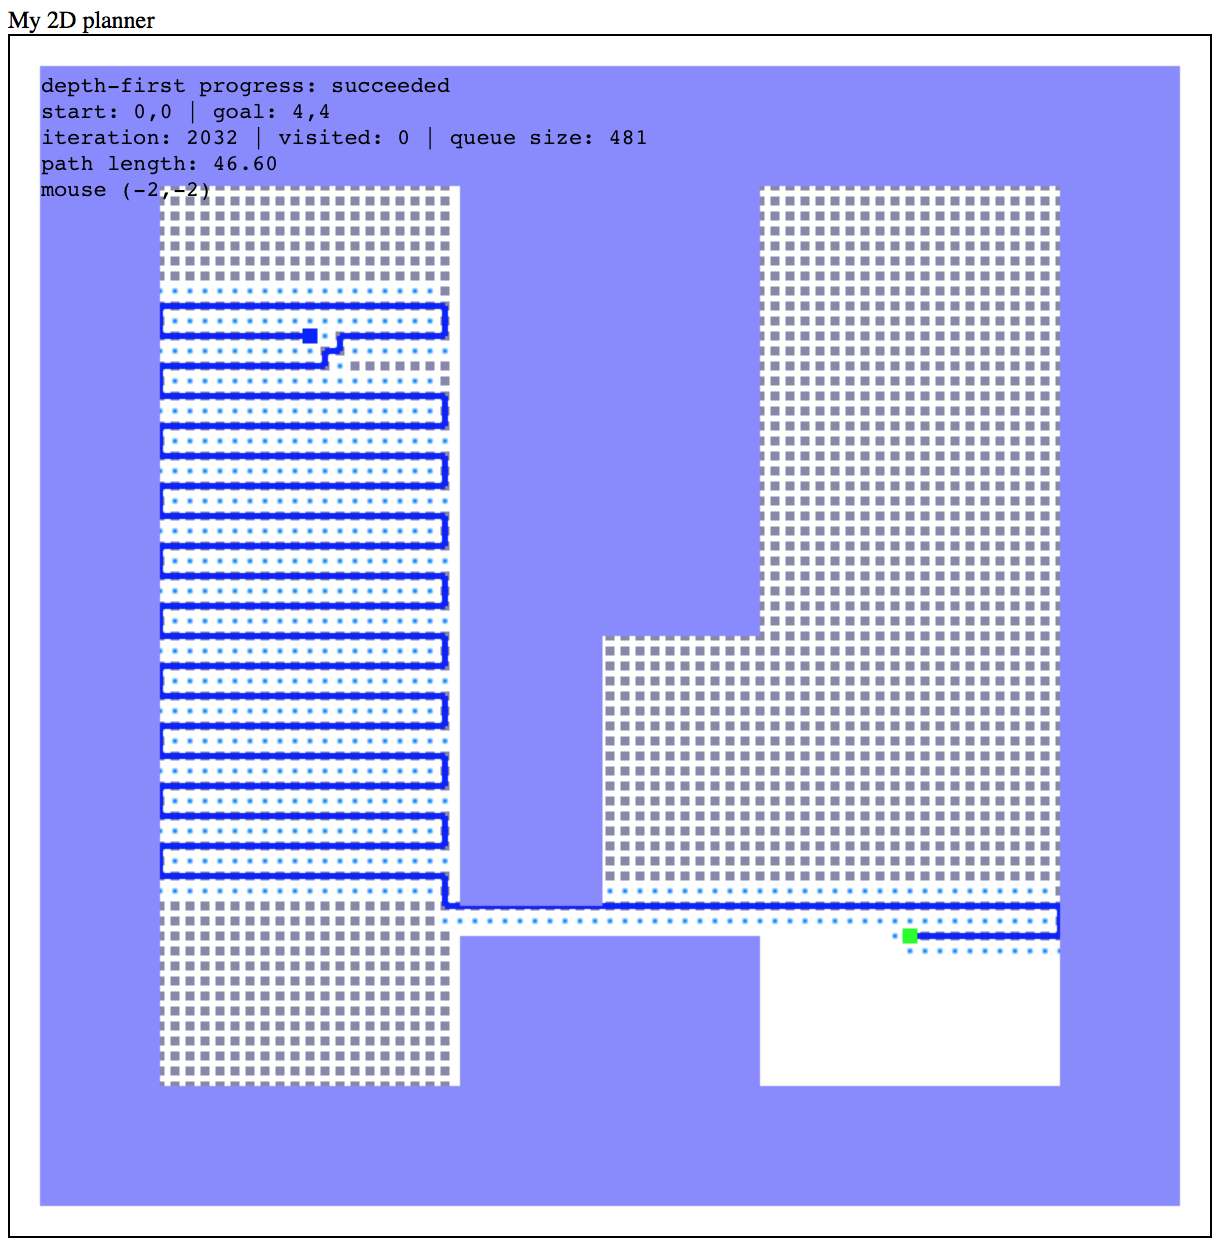 My 2D planner
depth-first progress: succeeded
start: 0,0 | goal: 4,4
iteration: 2032 | visited: 0 | queue size: 481
path length: 46.60
mouse (-2,-2)